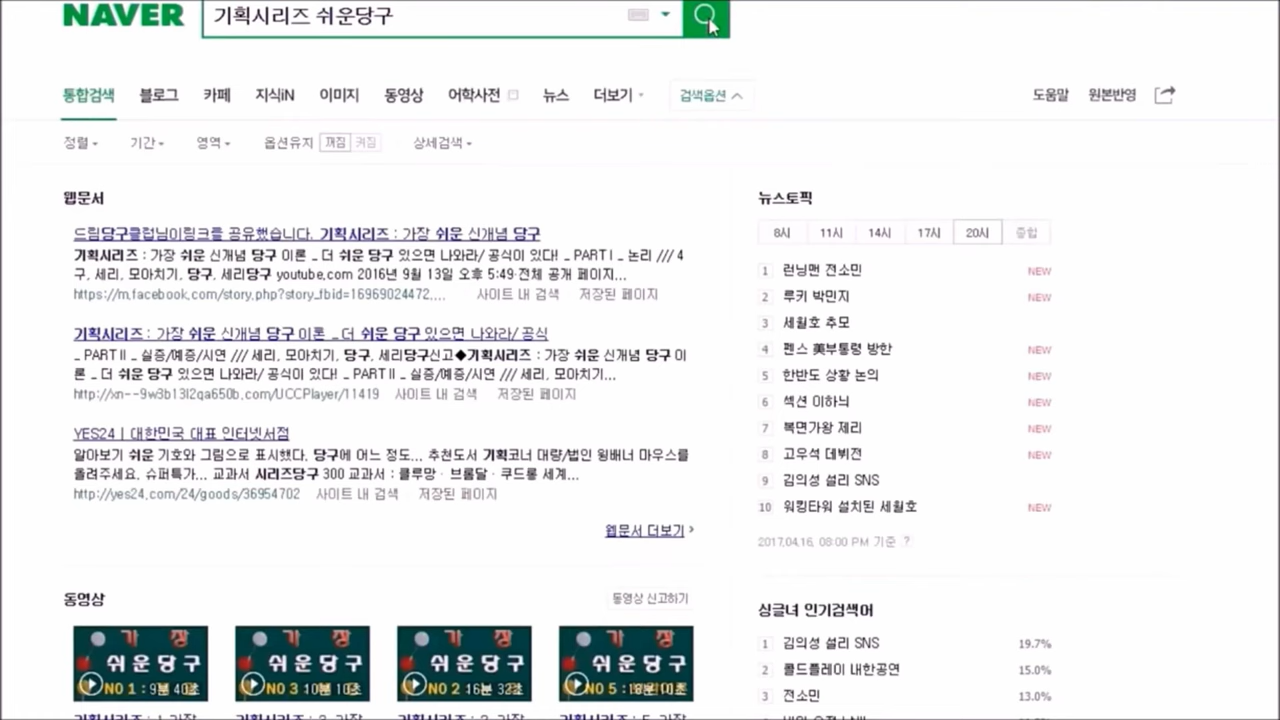 NAVER
기획시리즈 쉬운당구
통합검색 블로그 카페 지식iN 이미지 동영상 어학사전 뉴스 더보기 검색옵션 도움말 원본반영
정렬 기간 영역 옵션유지 꺼짐 켜짐 상세검색
웹문서
드림당구클럽님이링크를 공유했습니다. 기획시리즈 : 가장 쉬운 신개념 당구
기획시리즈 : 가장 쉬운 신개념 당구 이론 _ 더 쉬운 당구 있으면 나와라/ 공식이 있다! _ PART I _ 논리 /// 4
구, 세리, 모아치기, 당구, 세리당구 youtube.com 2016년 9월 13일 오후 5:49·전체 공개 페이지...
https://m.facebook.com/story.php?story_fbid=16969024472.... 사이트 내 검색 저장된 페이지
기획시리즈 : 가장 쉬운 신개념 당구 이론 _ 더 쉬운 당구 있으면 나와라/ 공식
_ PART II _ 실증/예증/시연 /// 세리, 모아치기, 당구, 세리당구신고◆기획시리즈 : 가장 쉬운 신개념 당구 이
론 _ 더 쉬운 당구 있으면 나와라/ 공식이 있다! _ PART II _ 실증/예증/시연 /// 세리, 모아치기...
http://xn--9w3b13l2qa650b.com/UCCPlayer/11419 사이트 내 검색 저장된 페이지
YES24 | 대한민국 대표 인터넷서점
알아보기 쉬운 기호와 그림으로 표시했다. 당구에 어느 정도... 추천도서 기획코너 대량/법인 윙배너 마우스를
올려주세요. 슈퍼특가... 교과서 시리즈당구 300 교과서 : 클루망 · 브롬달 · 쿠드롱 세계...
http://yes24.com/24/goods/36954702 사이트 내 검색 저장된 페이지
웹문서 더보기
동영상
동영상 신고하기
가 장
쉬운당구
NO 1 : 9분 40초
가 장
쉬운당구
NO 3 10분 10초
가 장
쉬운당구
NO 2 16분
가 장
쉬운당구
NO 5 :
뉴스토픽
8시 11시 14시 17시 20시 종합
1 런닝맨 전소민 NEW
2 루키 박민지 NEW
3 세월호 추모
4 펜스 美부통령 방한 NEW
5 한반도 상황 논의 NEW
6 섹션 이하늬 NEW
7 복면가왕 제리 NEW
8 고우석 데뷔전 NEW
9 김의성 설리 SNS
10 워킹타워 설치된 세월호 NEW
2017.04.16. 08:00 PM 기준 ?
싱글녀 인기검색어
1 김의성 설리 SNS 19.7%
2 콜드플레이 내한공연 15.0%
3 전소민 13.0%